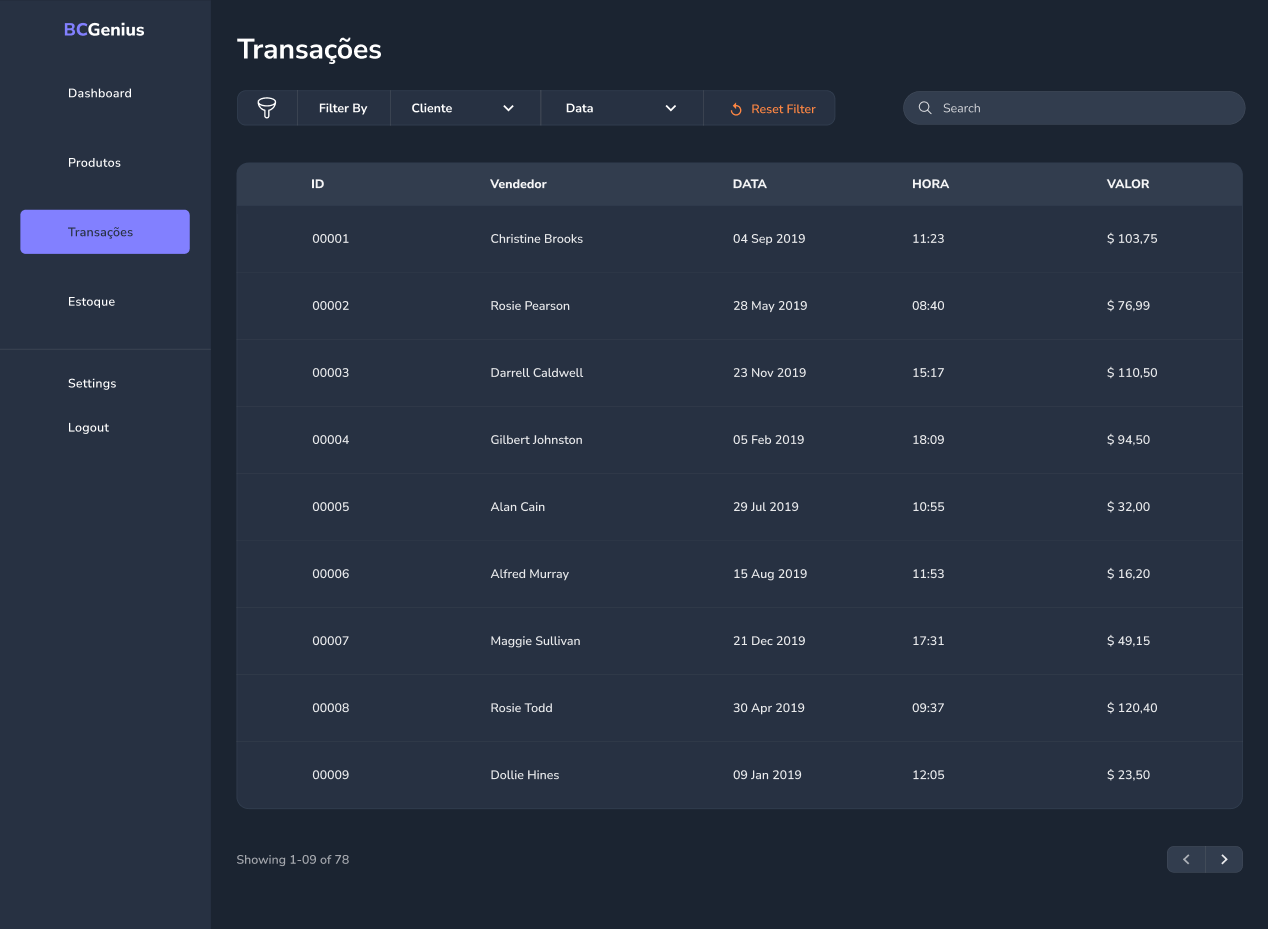 BCGenius
Dashboard
Produtos
Transações
Estoque
Settings
Logout
Transações
Filter By Cliente Data Reset Filter Search
ID Vendedor DATA HORA VALOR
00001 Christine Brooks 04 Sep 2019 11:23 $ 103,75
00002 Rosie Pearson 28 May 2019 08:40 $ 76,99
00003 Darrell Caldwell 23 Nov 2019 15:17 $ 110,50
00004 Gilbert Johnston 05 Feb 2019 18:09 $ 94,50
00005 Alan Cain 29 Jul 2019 10:55 $ 32,00
00006 Alfred Murray 15 Aug 2019 11:53 $ 16,20
00007 Maggie Sullivan 21 Dec 2019 17:31 $ 49,15
00008 Rosie Todd 30 Apr 2019 09:37 $ 120,40
00009 Dollie Hines 09 Jan 2019 12:05 $ 23,50
Showing 1-09 of 78